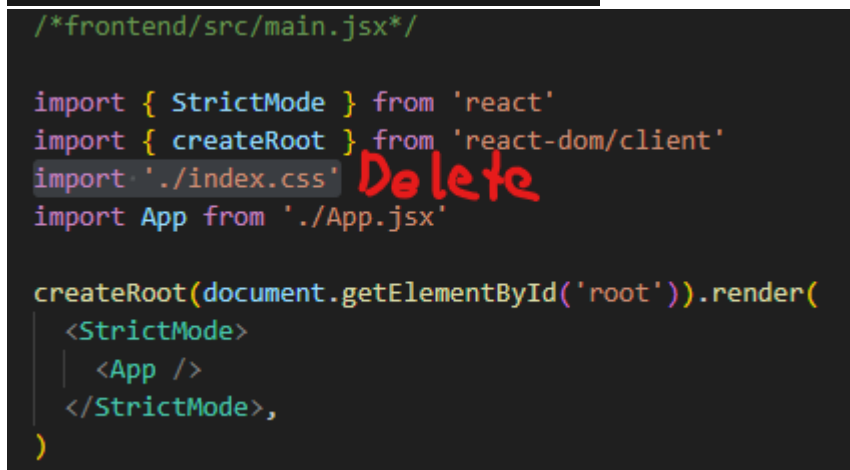 /*frontend/src/main.jsx*/
import { StrictMode } from 'react'
import { createRoot } from 'react-dom/client'
import './index.css' Delete
import App from './App.jsx'
createRoot(document.getElementById('root')).render(
<StrictMode>
<App />
</StrictMode>,
)